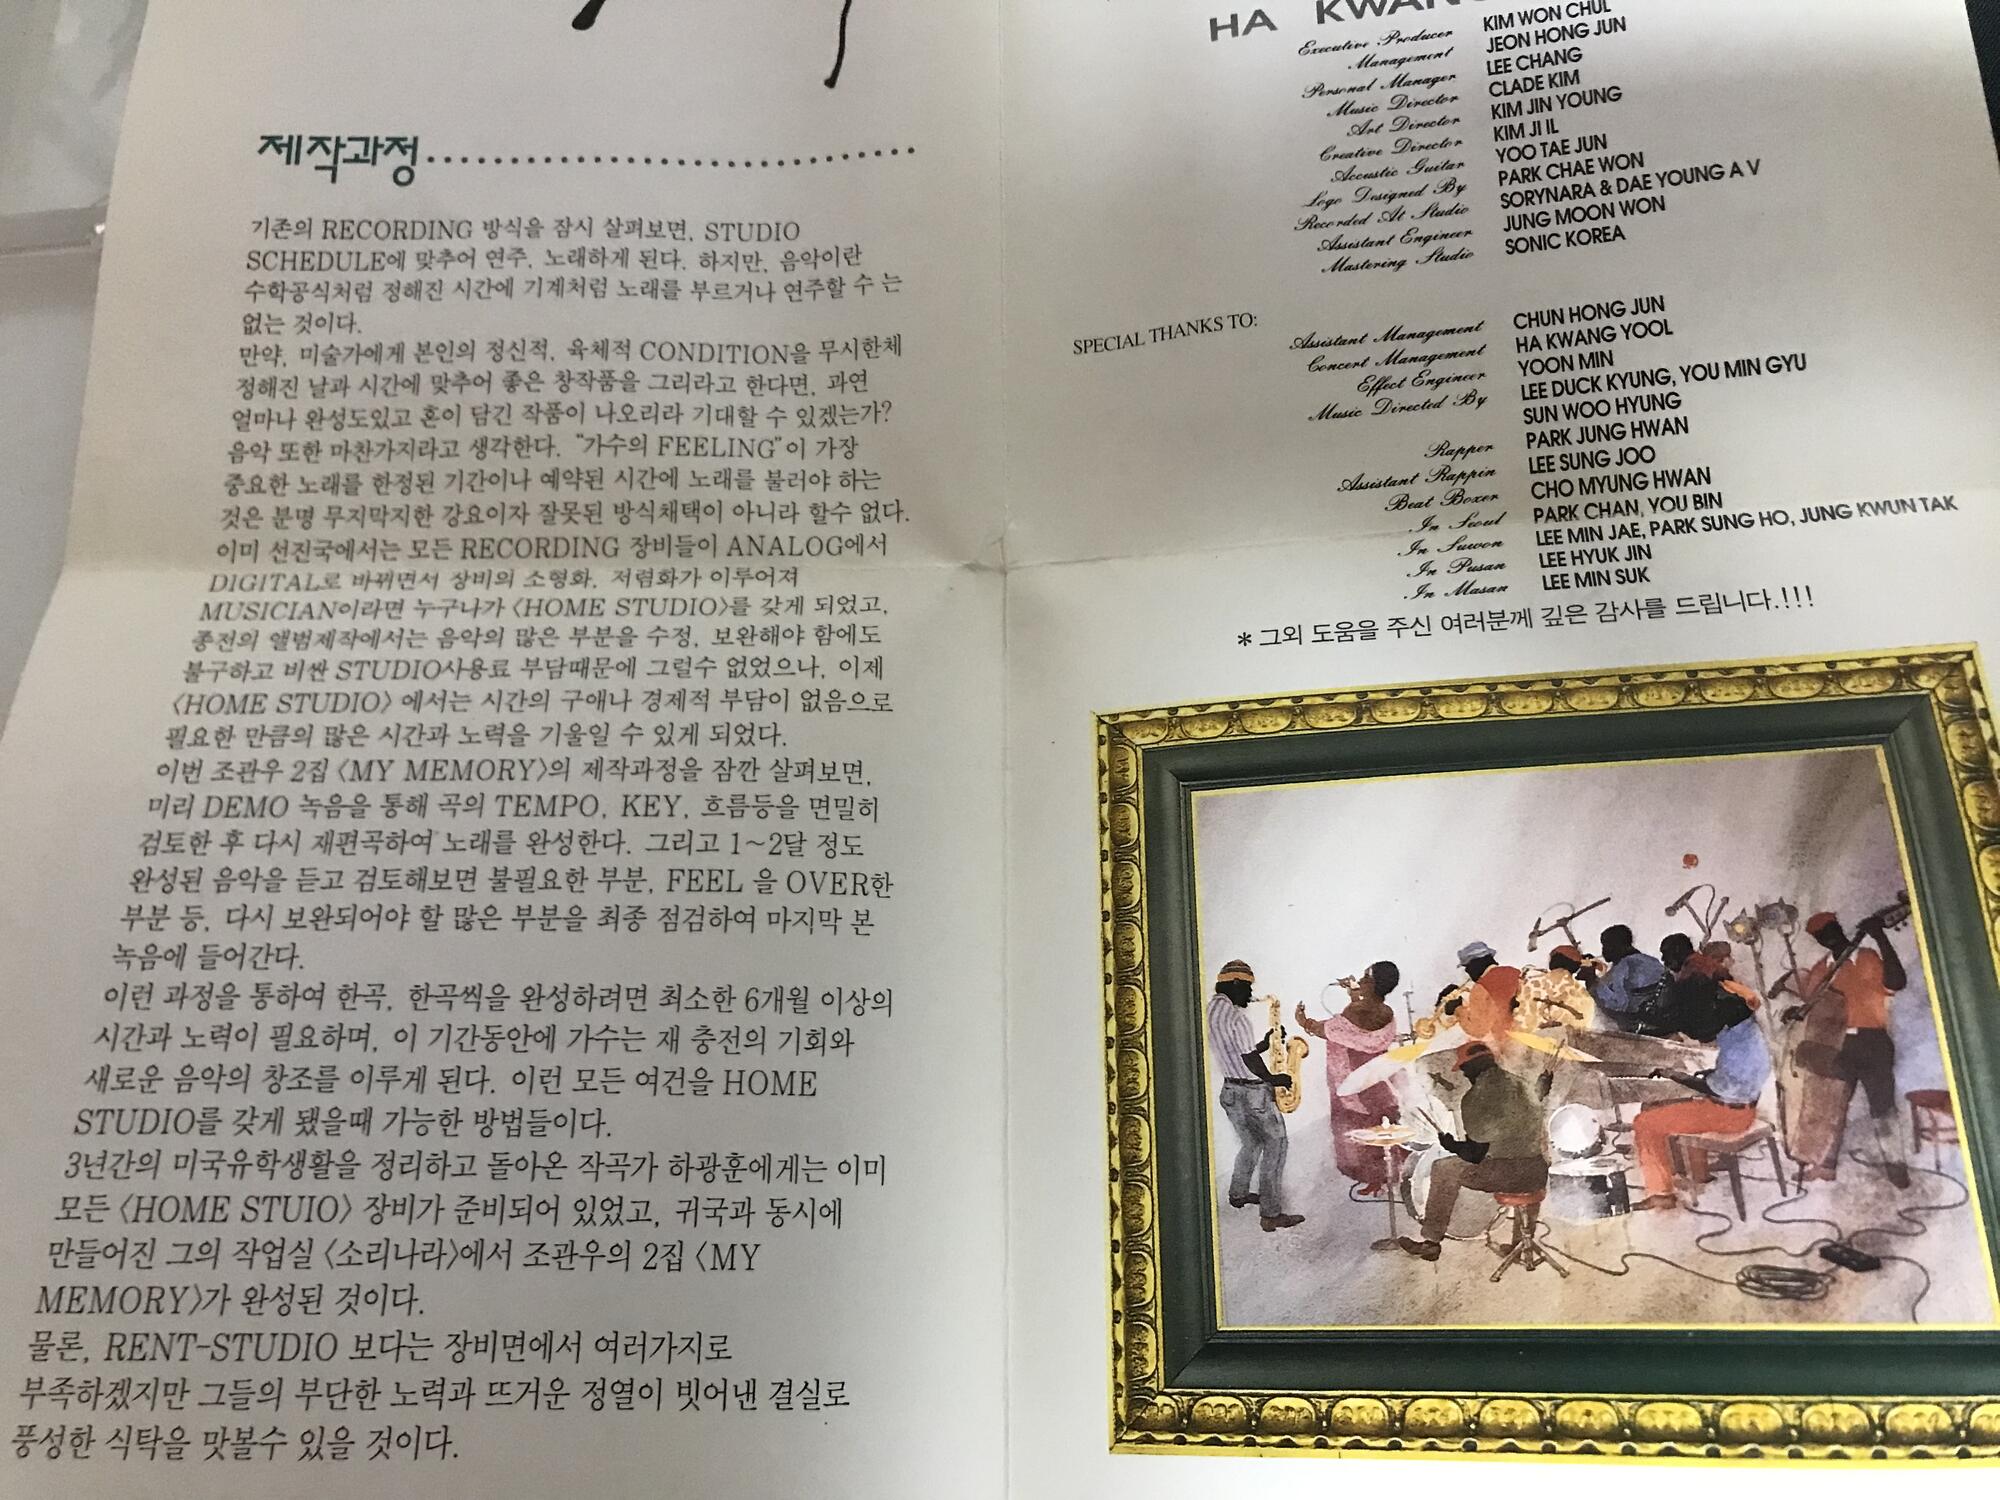 제작과정
기존의 RECORDING 방식을 잠시 살펴보면, STUDIO
SCHEDULE에 맞추어 연주, 노래하게 된다. 하지만, 음악이란
수학공식처럼 정해진 시간에 기계처럼 노래를 부르거나 연주할 수 는
없는 것이다.
만약, 미술가에게 본인의 정신적, 육체적 CONDITION을 무시한체
정해진 날과 시간에 맞추어 좋은 창작품을 그리라고 한다면, 과연
얼마나 완성도있고 혼이 담긴 작품이 나오리라 기대할 수 있겠는가?
음악 또한 마찬가지라고 생각한다. "가수의 FEELING"이 가장
중요한 노래를 한정된 기간이나 예약된 시간에 노래를 불러야 하는
것은 분명 무지막지한 강요이자 잘못된 방식채택이 아니라 할수 없다.
이미 선진국에서는 모든 RECORDING 장비들이 ANALOG에서
DIGITAL로 바뀌면서 장비의 소형화, 저렴화가 이루어져
MUSICIAN이라면 누구나가 〈HOME STUDIO〉를 갖게 되었고,
종전의 앨범제작에서는 음악의 많은 부분을 수정, 보완해야 함에도
불구하고 비싼 STUDIO사용료 부담때문에 그럴수 없었으나, 이제
〈HOME STUDIO〉 에서는 시간의 구애나 경제적 부담이 없음으로
필요한 만큼의 많은 시간과 노력을 기울일 수 있게 되었다.
이번 조관우 2집 〈MY MEMORY〉의 제작과정을 잠깐 살펴보면,
미리 DEMO 녹음을 통해 곡의 TEMPO, KEY, 흐름등을 면밀히
검토한 후 다시 재편곡하여 노래를 완성한다. 그리고 1~2달 정도
완성된 음악을 듣고 검토해보면 불필요한 부분, FEEL 을 OVER한
부분 등, 다시 보완되어야 할 많은 부분을 최종 점검하여 마지막 본
녹음에 들어간다.
이런 과정을 통하여 한곡, 한곡씩을 완성하려면 최소한 6개월 이상의
시간과 노력이 필요하며, 이 기간동안에 가수는 재 충전의 기회와
새로운 음악의 창조를 이루게 된다. 이런 모든 여건을 HOME
STUDIO를 갖게 됐을때 가능한 방법들이다.
3년간의 미국유학생활을 정리하고 돌아온 작곡가 하광훈에게는 이미
모든 〈HOME STUIO〉 장비가 준비되어 있었고, 귀국과 동시에
만들어진 그의 작업실 〈소리나라〉에서 조관우의 2집 〈MY
MEMORY〉가 완성된 것이다.
물론, RENT-STUDIO 보다는 장비면에서 여러가지로
부족하겠지만 그들의 부단한 노력과 뜨거운 정열이 빗어낸 결실로
풍성한 식탁을 맛볼수 있을 것이다.
HA KWANG
Executive Producer KIM WON CHUL
Management JEON HONG JUN
Personal Manager LEE CHANG
Music Director CLADE KIM
Art Director KIM JIN YOUNG
Creative Director KIM JI IL
Accustic Guitar YOO TAE JUN
Logo Designed By PARK CHAE WON
Recorded At Studio SORYNARA & DAE YOUNG A V
Assistant Engineer JUNG MOON WON
Mastering Studio SONIC KOREA
SPECIAL THANKS TO:
Assistant Management CHUN HONG JUN
Concert Management HA KWANG YOOL
Effect Engineer YOON MIN
Music Directed By LEE DUCK KYUNG, YOU MIN GYU
SUN WOO HYUNG
Rapper PARK JUNG HWAN
Assistant Rappin LEE SUNG JOO
Beat Boxer CHO MYUNG HWAN
In Seoul PARK CHAN, YOU BIN
In Suwon LEE MIN JAE, PARK SUNG HO, JUNG KWUN TAK
In Pusan LEE HYUK JIN
In Masan LEE MIN SUK
* 그외 도움을 주신 여러분께 깊은 감사를 드립니다.!!!